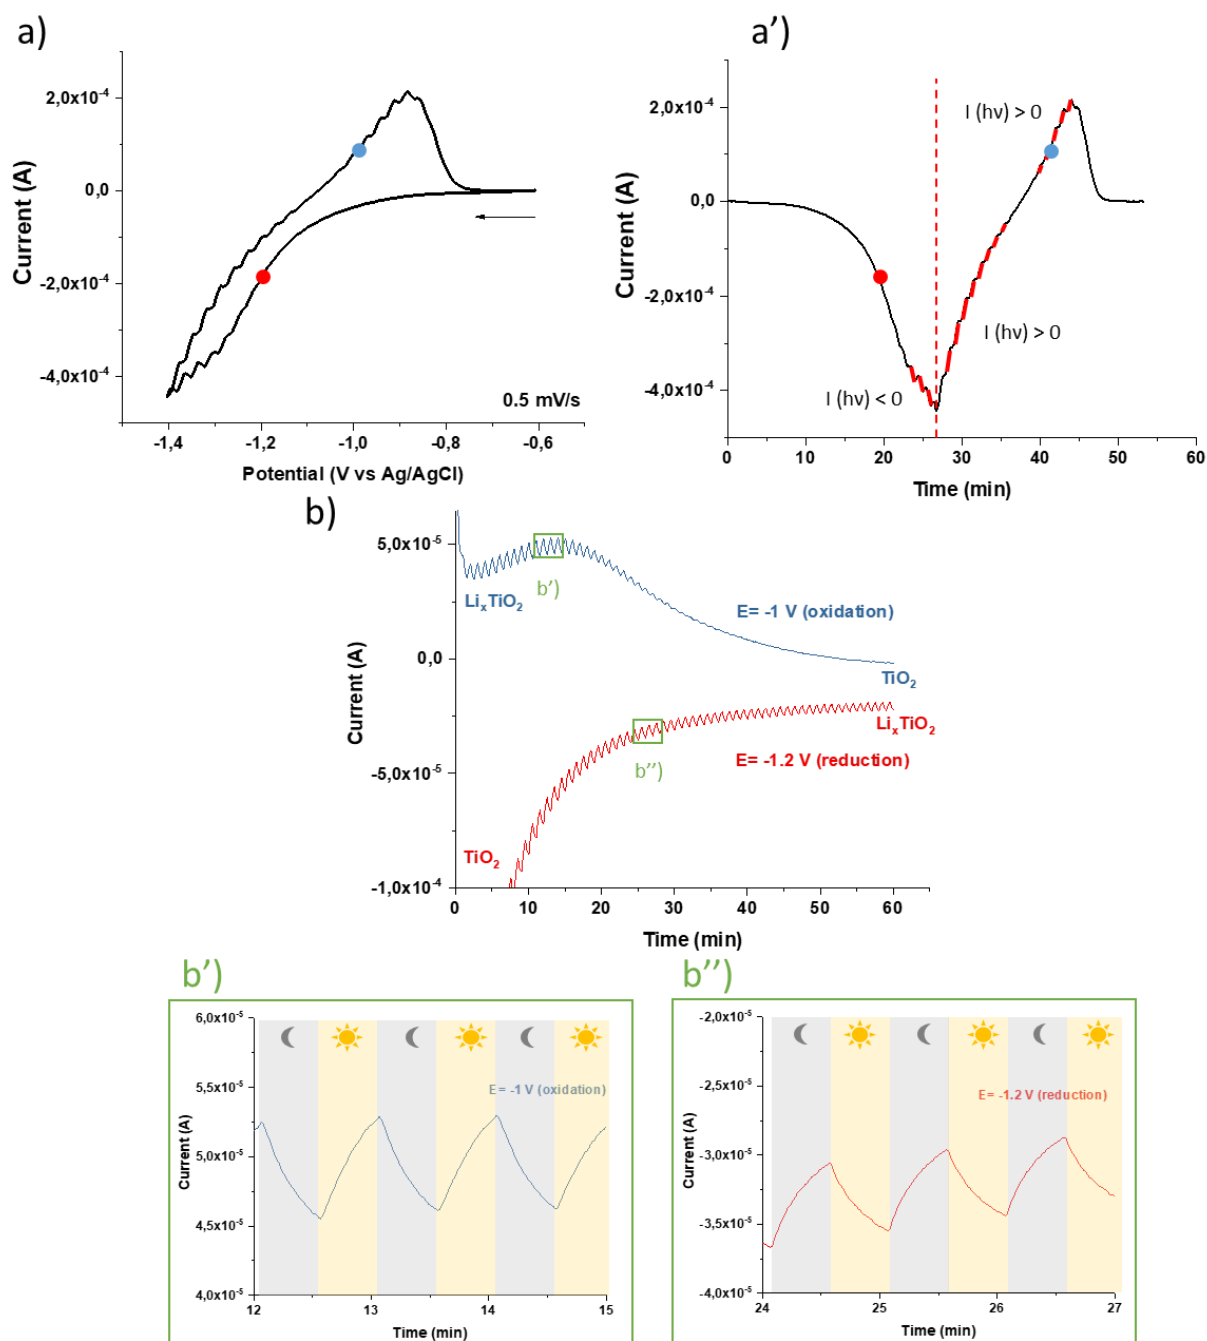 a)
2,0x10⁻⁴
0,0
-2,0x10⁻⁴
-4,0x10⁻⁴
Current (A)
0.5 mV/s
-1,4 -1,2 -1,0 -0,8 -0,6
Potential (V vs Ag/AgCl)
a’)
2,0x10⁻⁴
0,0
-2,0x10⁻⁴
-4,0x10⁻⁴
Current (A)
I (hν) > 0
I (hν) > 0
I (hν) < 0
0 10 20 30 40 50 60
Time (min)
b)
5,0x10⁻⁵
0,0
-5,0x10⁻⁵
-1,0x10⁻⁴
Current (A)
LiₓTiO₂
b’)
E= -1 V (oxidation)
TiO₂
LiₓTiO₂
b’’)
E= -1.2 V (reduction)
TiO₂
0 10 20 30 40 50 60
Time (min)
b’)
6,0x10⁻⁵
5,5x10⁻⁵
5,0x10⁻⁵
4,5x10⁻⁵
4,0x10⁻⁵
Current (A)
E= -1 V (oxidation)
12 13 14 15
Time (min)
b’’)
-2,0x10⁻⁵
-2,5x10⁻⁵
-3,0x10⁻⁵
-3,5x10⁻⁵
-4,0x10⁻⁵
Current (A)
E= -1.2 V (reduction)
24 25 26 27
Time (min)